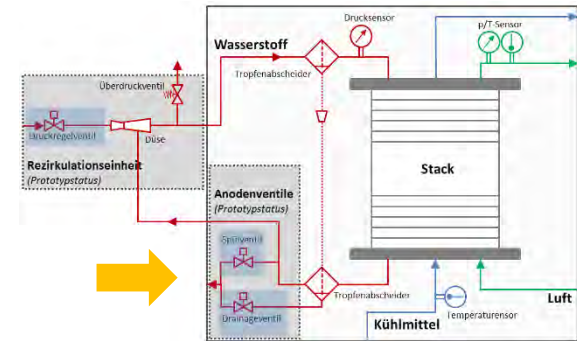 Drucksensor
p/T-Sensor
Wasserstoff
Tropfenabscheider
Überdruckventil
Druckregelventil
Düse
Rezirkulationseinheit
(Prototypstatus)
Stack
Anodenventile
(Prototypstatus)
Spülventil
Tropfenabscheider
Drainageventil
Luft
Temperatursensor
Kühlmittel